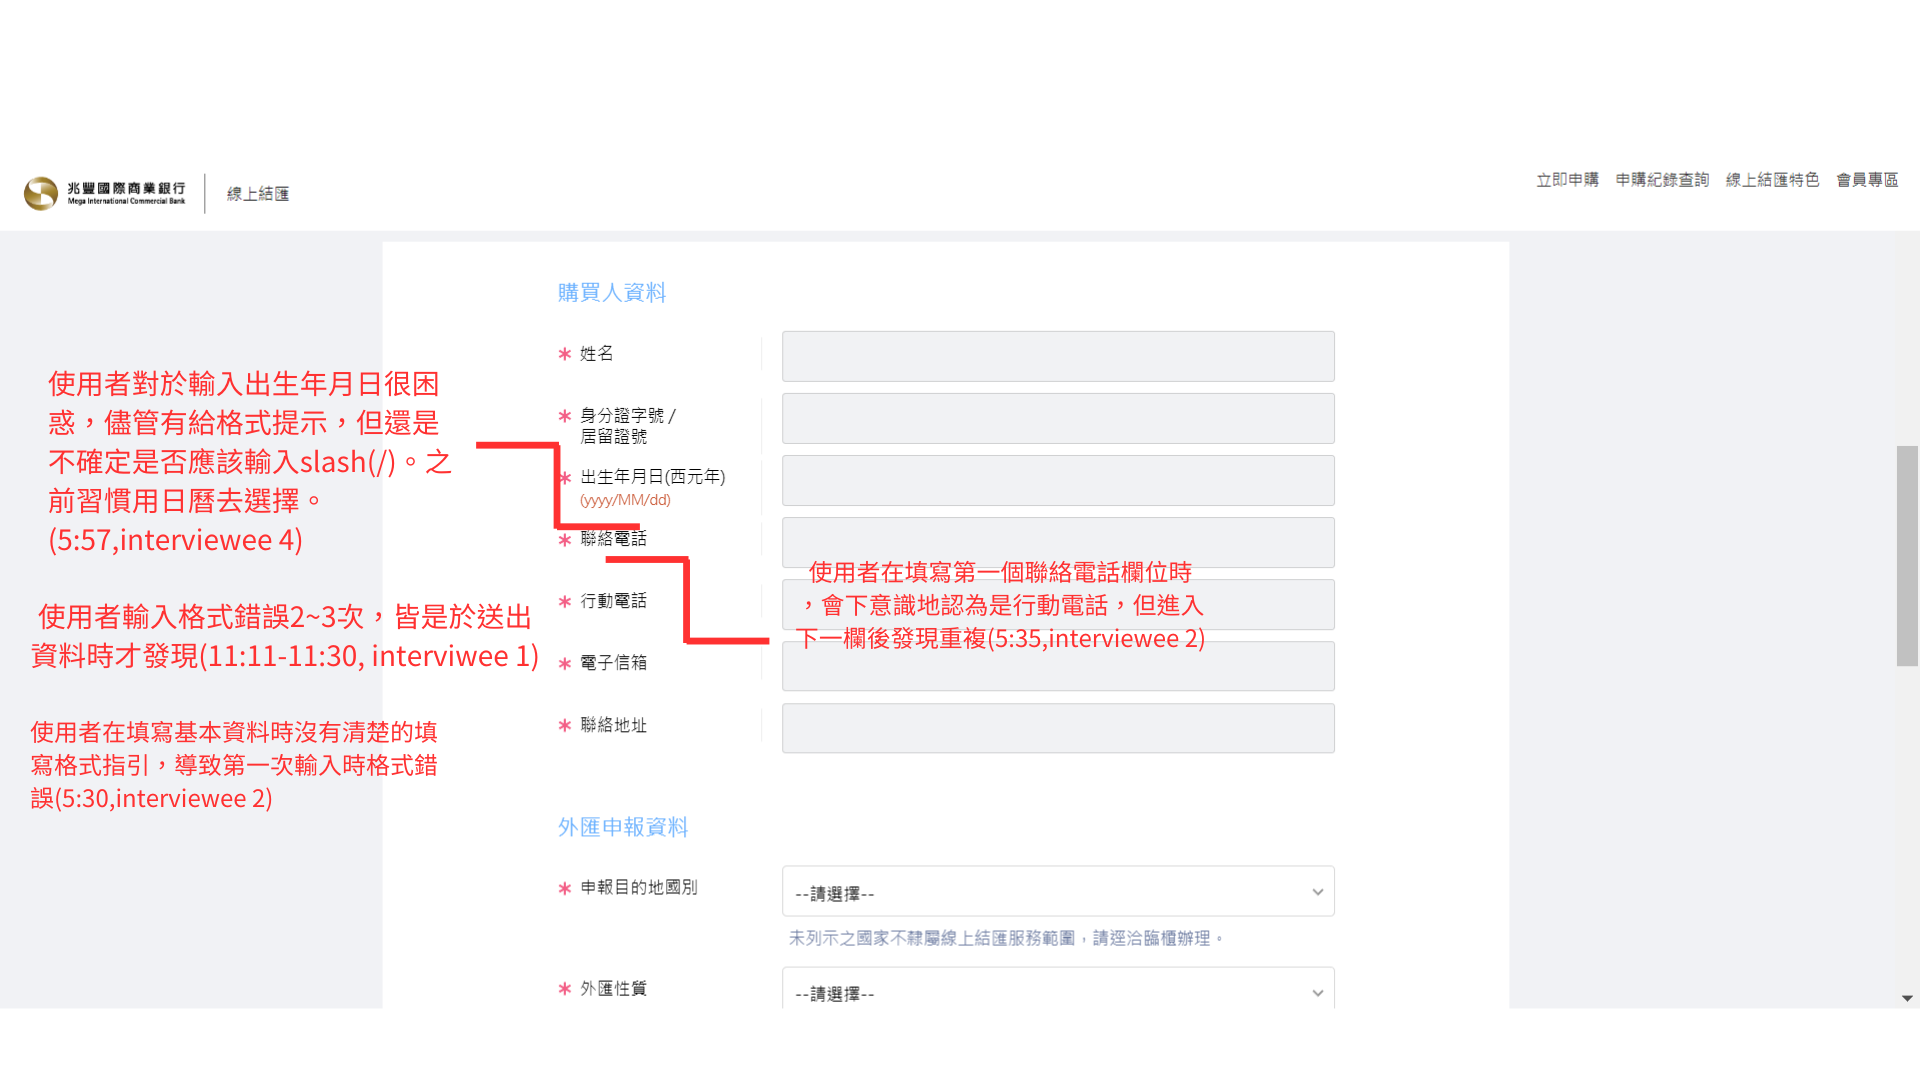 兆豐國際商業銀行
Mega International Commercial Bank
線上結匯
立即申購 申購紀錄查詢 線上結匯特色 會員專區
購買人資料
* 姓名
* 身分證字號 /
居留證號
* 出生年月日(西元年)
(yyyy/MM/dd)
* 聯絡電話
* 行動電話
* 電子信箱
* 聯絡地址
使用者對於輸入出生年月日很困
惑，儘管有給格式提示，但還是
不確定是否應該輸入slash(/)。之
前習慣用日曆去選擇。
(5:57,interviewee 4)
使用者輸入格式錯誤2~3次，皆是於送出
資料時才發現(11:11-11:30, interviwee 1)
使用者在填寫基本資料時沒有清楚的填
寫格式指引，導致第一次輸入時格式錯
誤(5:30,interviewee 2)
使用者在填寫第一個聯絡電話欄位時
，會下意識地認為是行動電話，但進入
下一欄後發現重複(5:35,interviewee 2)
外匯申報資料
* 申報目的地國別
--請選擇--
未列示之國家不隸屬線上結匯服務範圍，請逕洽臨櫃辦理。
* 外匯性質
--請選擇--